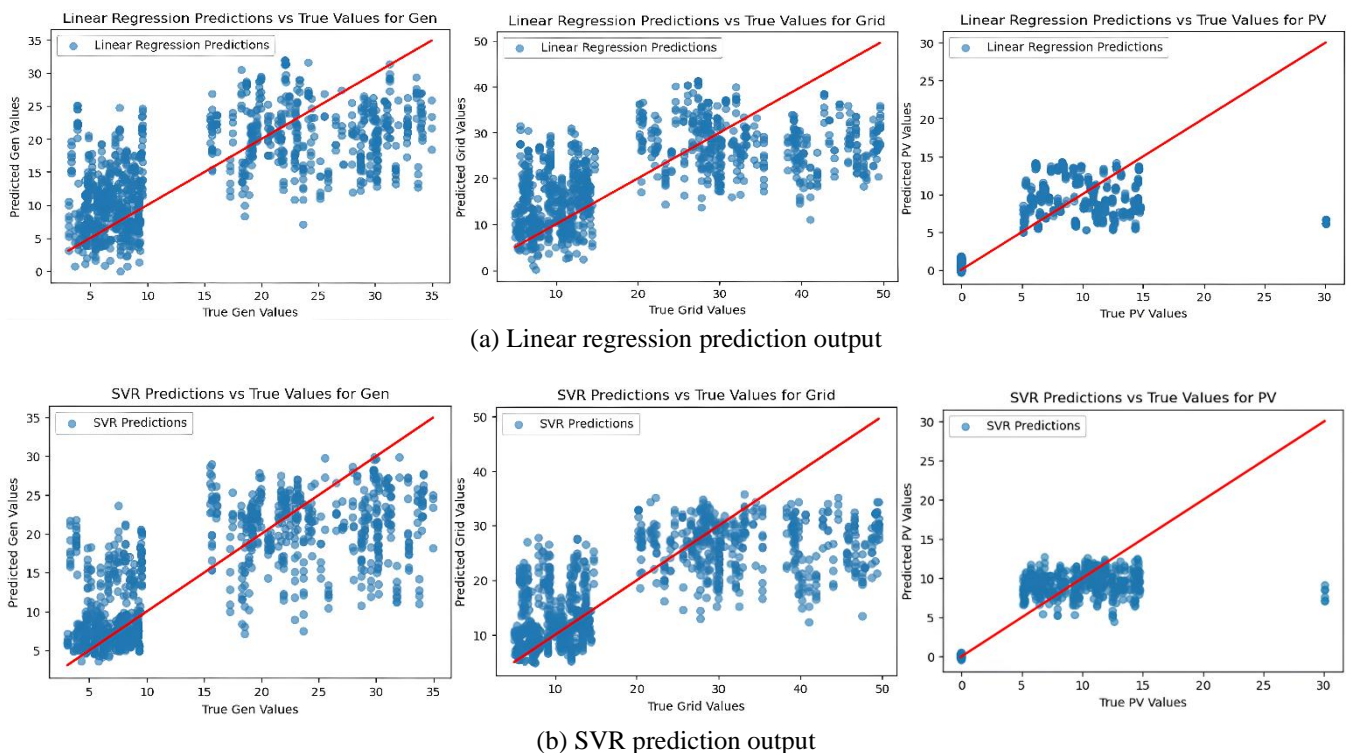 Linear Regression Predictions vs True Values for Gen
Linear Regression Predictions
35
30
25
20
15
10
5
0
Predicted Gen Values
5 10 15 20 25 30 35
True Gen Values
Linear Regression Predictions vs True Values for Grid
Linear Regression Predictions
50
40
30
20
10
0
Predicted Grid Values
10 20 30 40 50
True Grid Values
Linear Regression Predictions vs True Values for PV
Linear Regression Predictions
30
25
20
15
10
5
0
Predicted PV Values
0 5 10 15 20 25 30
True PV Values
(a) Linear regression prediction output
SVR Predictions vs True Values for Gen
SVR Predictions
35
30
25
20
15
10
5
Predicted Gen Values
5 10 15 20 25 30 35
True Gen Values
SVR Predictions vs True Values for Grid
SVR Predictions
50
40
30
20
10
Predicted Grid Values
10 20 30 40 50
True Grid Values
SVR Predictions vs True Values for PV
SVR Predictions
30
25
20
15
10
5
0
Predicted PV Values
0 5 10 15 20 25 30
True PV Values
(b) SVR prediction output